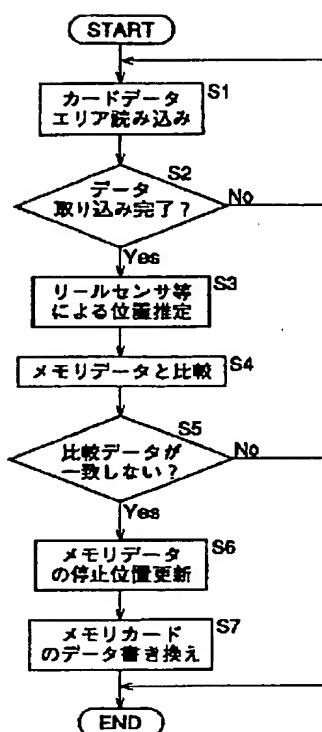 START
カードデータ
エリア読み込み
S1
データ
取り込み完了？
S2
No
Yes
リールセンサ等
による位置推定
S3
メモリデータと比較
S4
比較データが
一致しない？
S5
No
Yes
メモリデータ
の停止位置更新
S6
メモリカード
のデータ書き換え
S7
END